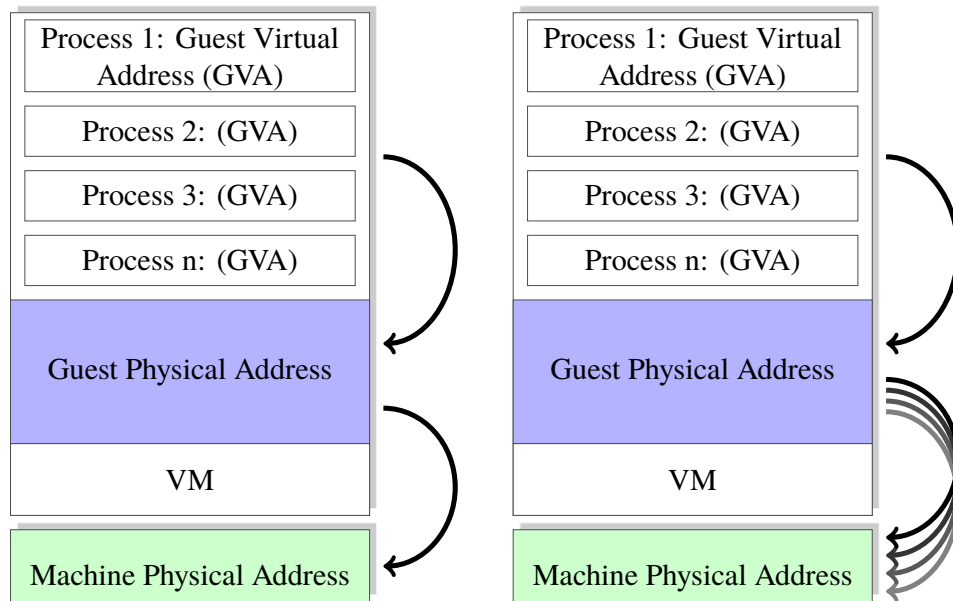 Process 1: Guest Virtual
Address (GVA)
Process 2: (GVA)
Process 3: (GVA)
Process n: (GVA)
Guest Physical Address
VM
Machine Physical Address
Process 1: Guest Virtual
Address (GVA)
Process 2: (GVA)
Process 3: (GVA)
Process n: (GVA)
Guest Physical Address
VM
Machine Physical Address